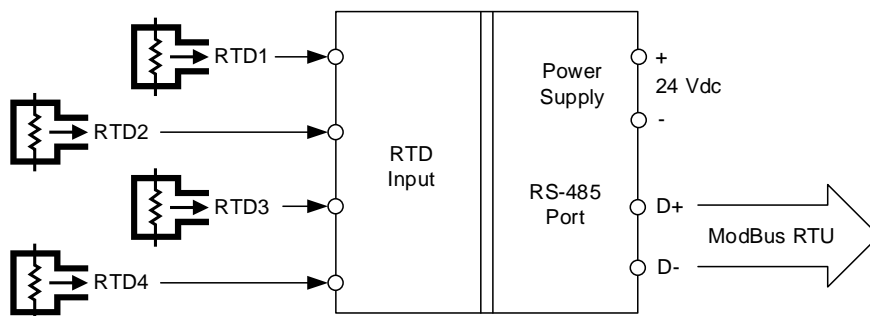 RTD1
RTD2
RTD3
RTD4
RTD
Input
Power
Supply
+
24 Vdc
-
RS-485
Port
D+
ModBus RTU
D-